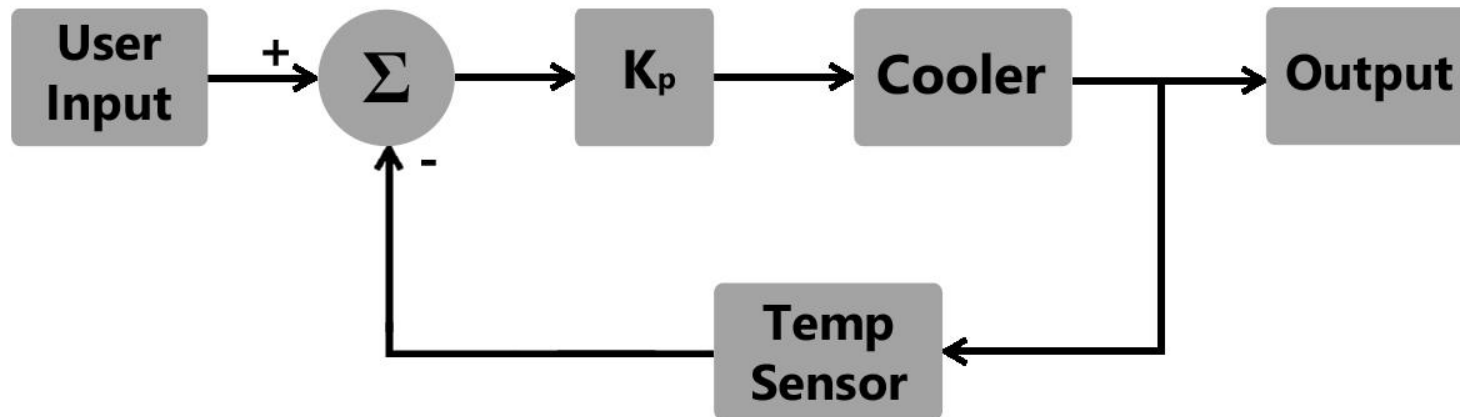 User
Input
+
Σ
-
Kₚ
Cooler
Output
Temp
Sensor